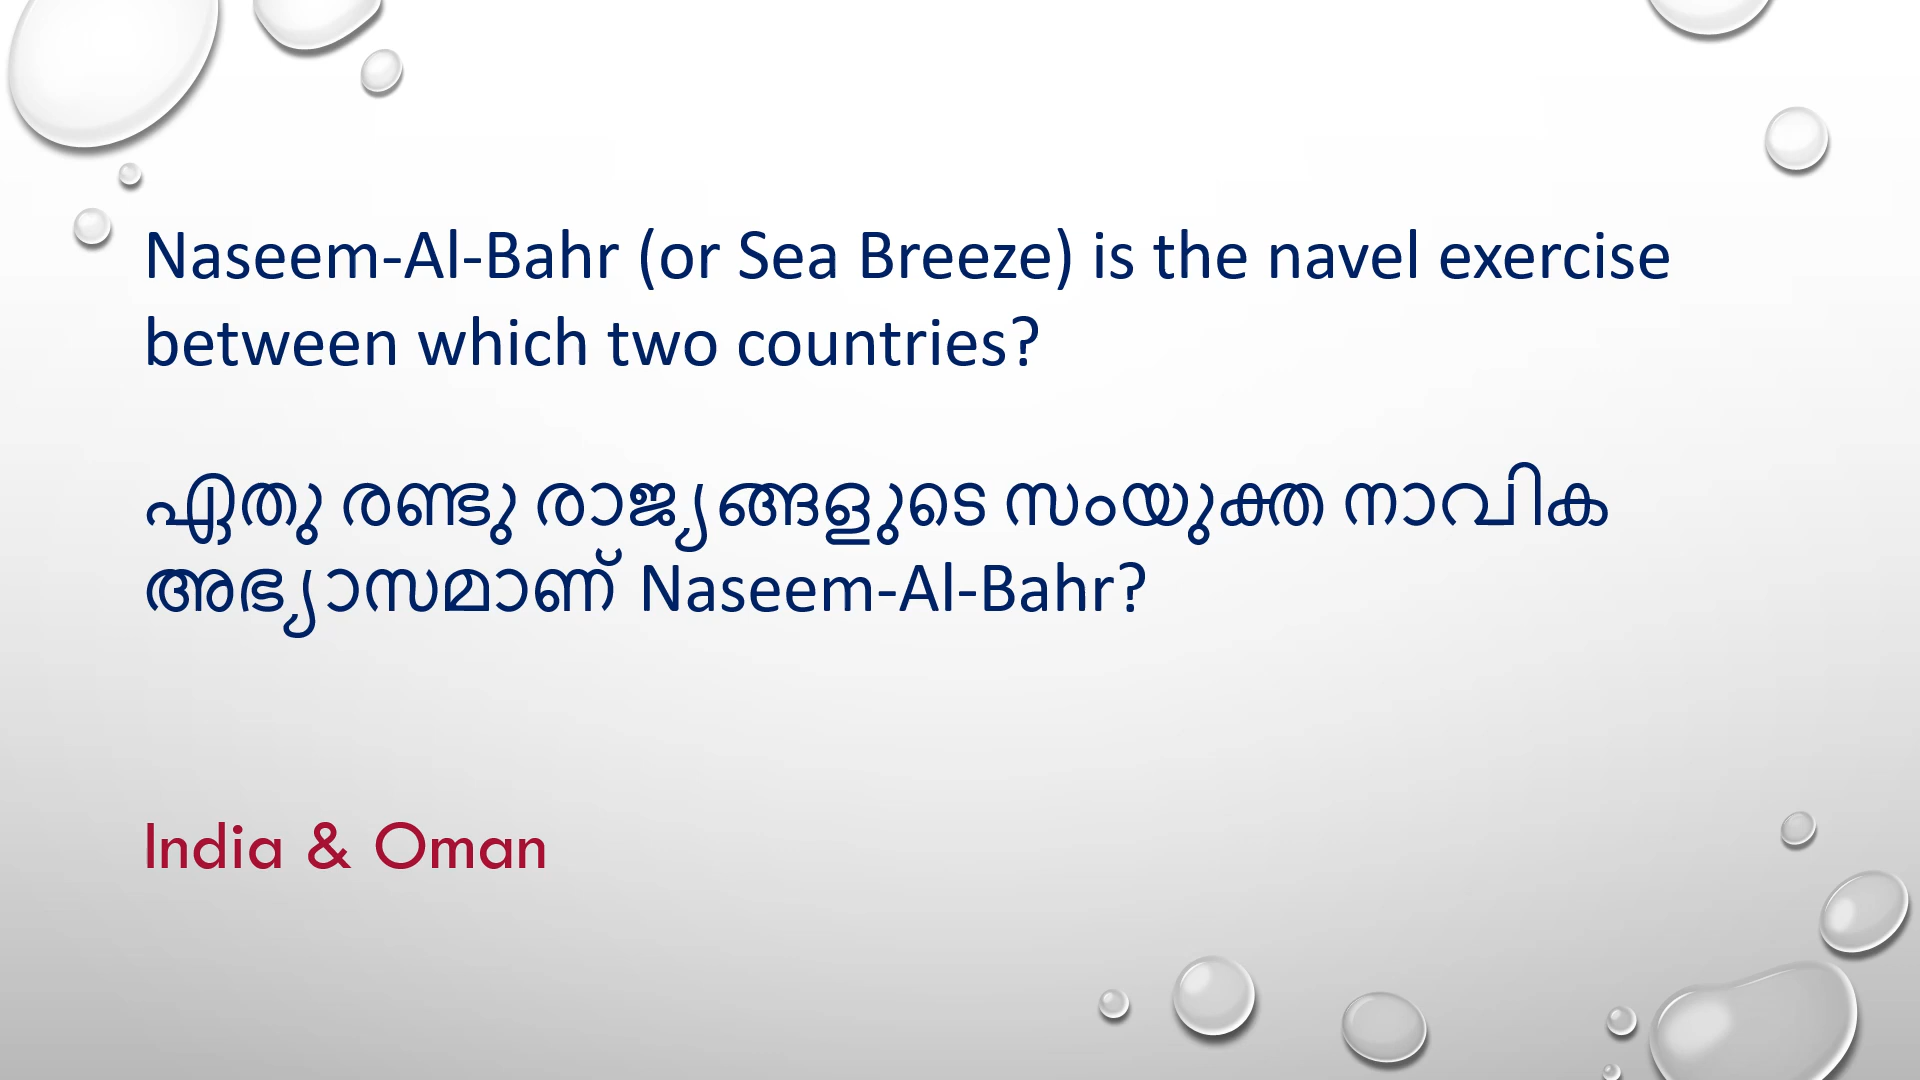 Naseem-Al-Bahr (or Sea Breeze) is the navel exercise
between which two countries?
ഏതു രണ്ടു രാജ്യങ്ങളുടെ സംയുക്ത നാവിക
അഭ്യാസമാണ് Naseem-Al-Bahr?
India & Oman